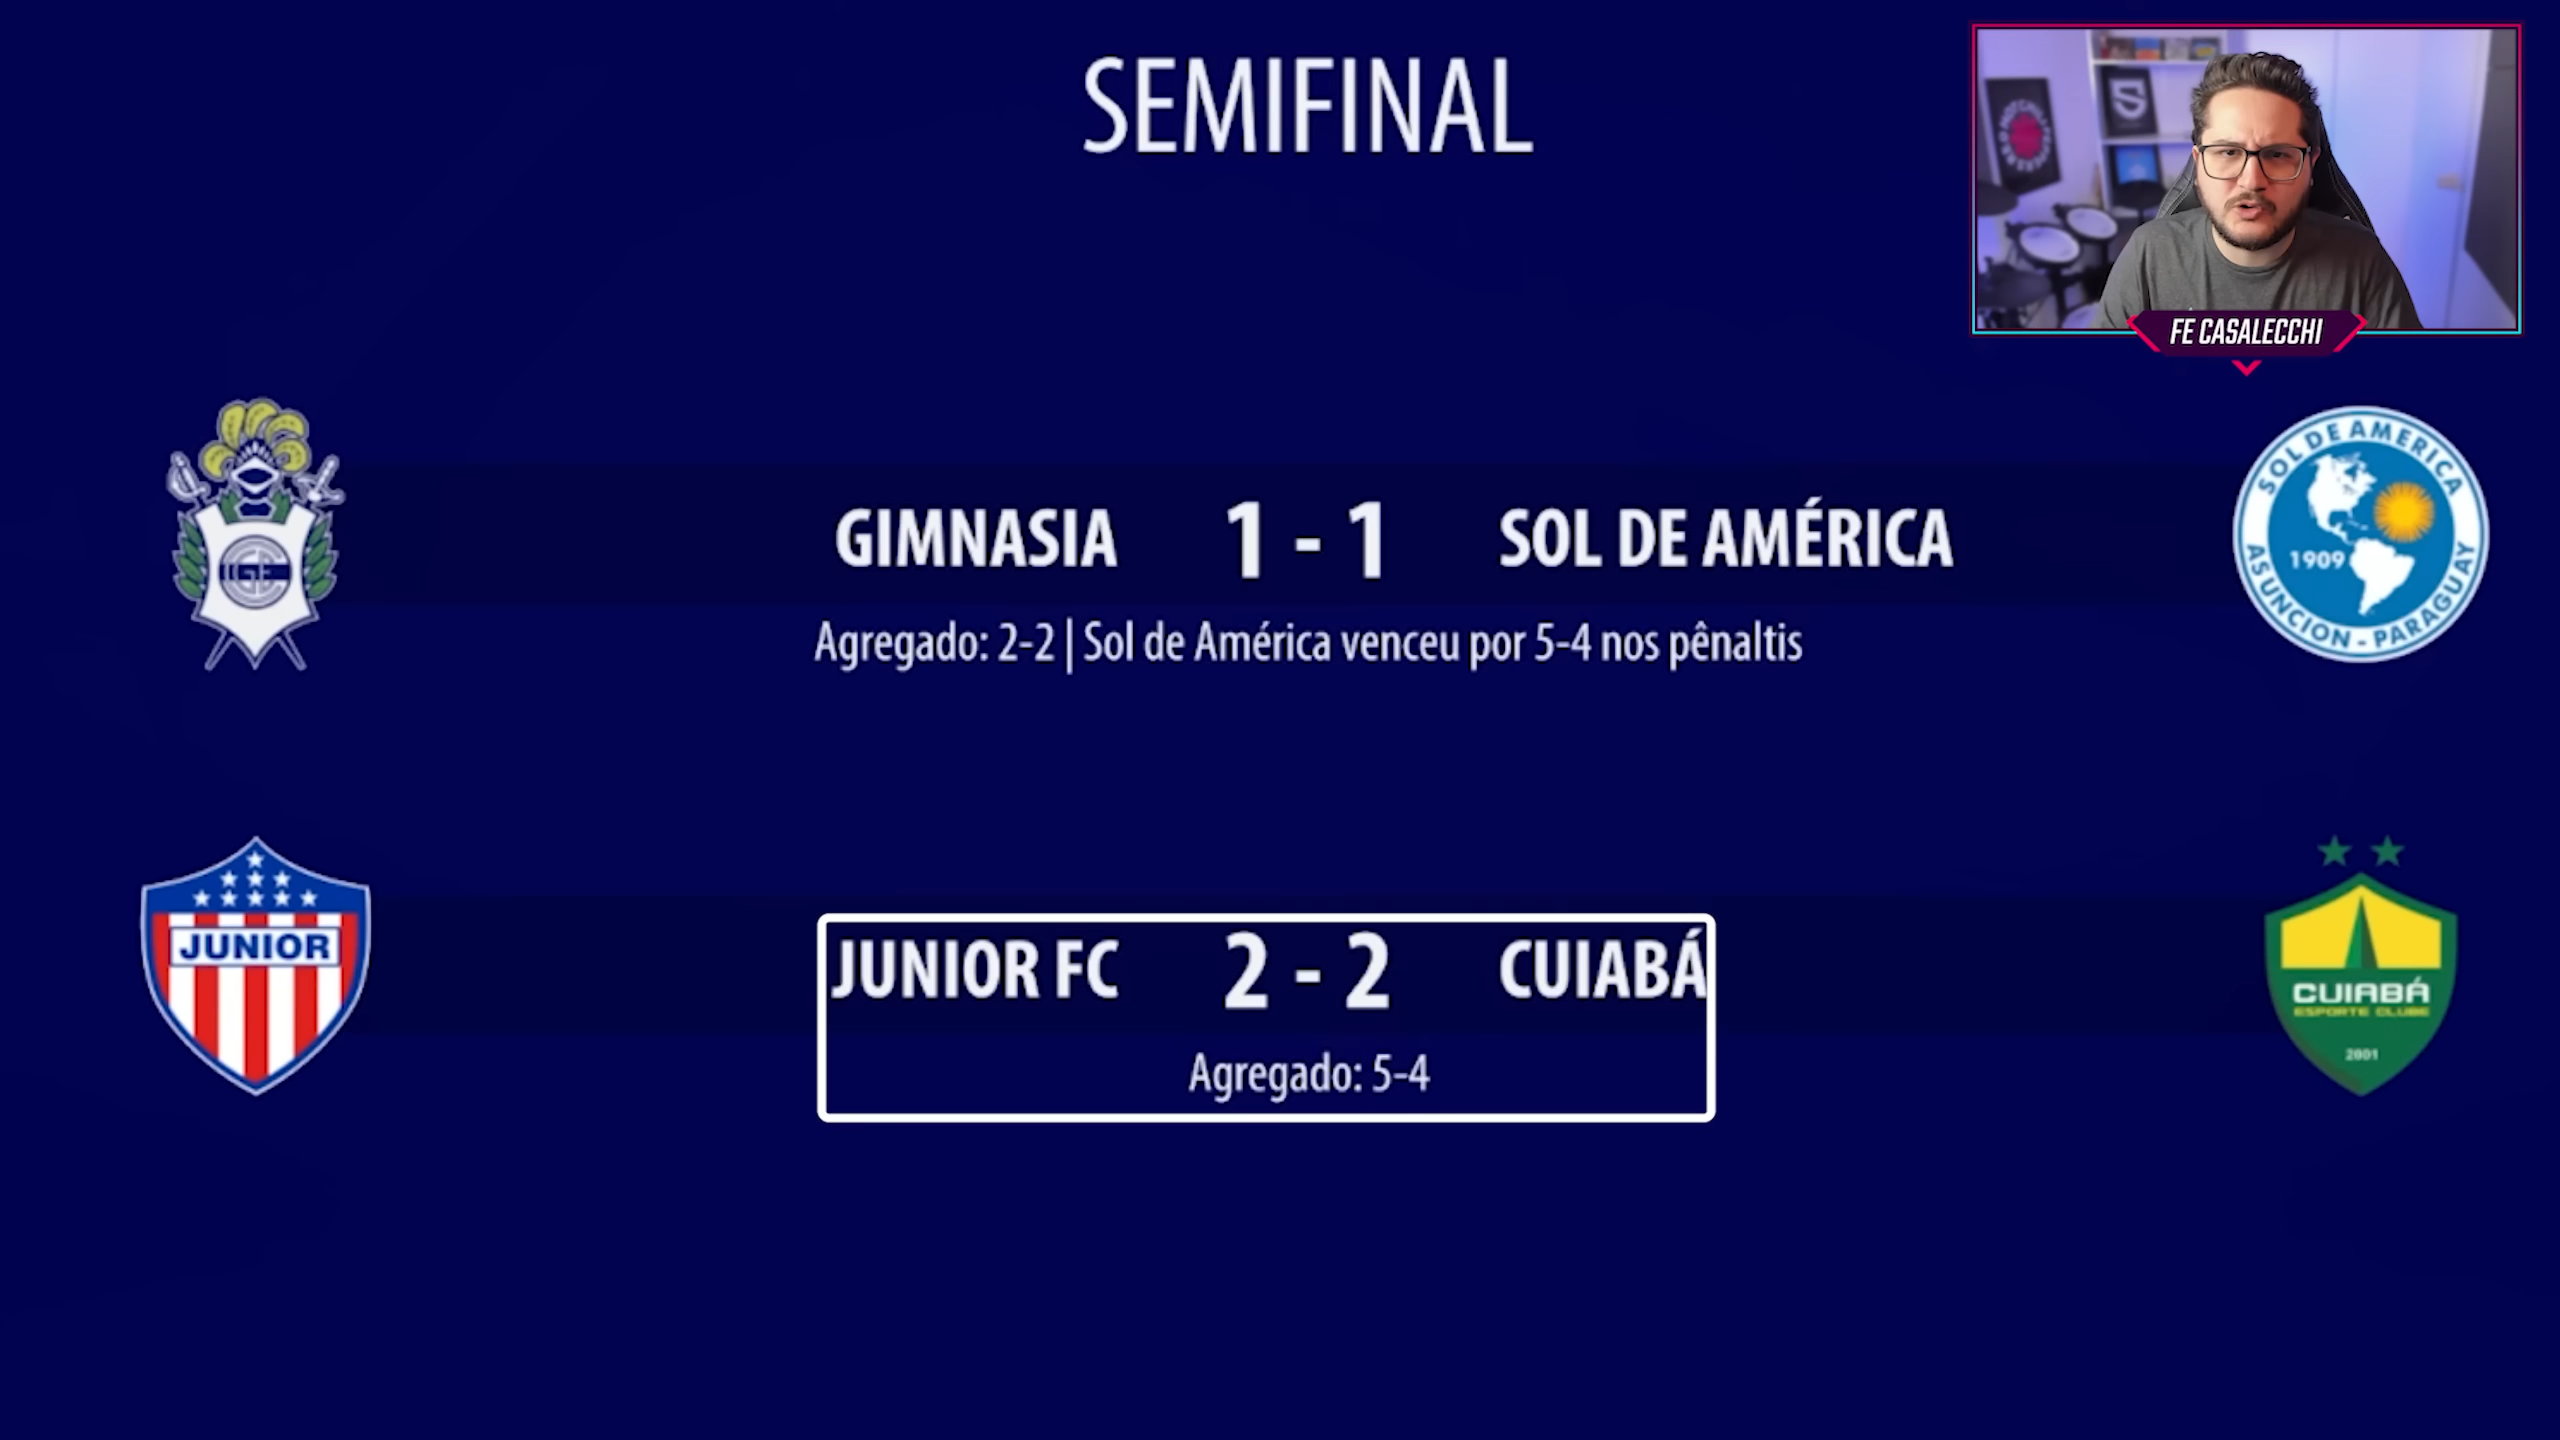 SEMIFINAL
FE CASALECCHI
GIMNASIA 1 - 1 SOL DE AMÉRICA
Agregado: 2-2 | Sol de América venceu por 5-4 nos pênaltis
SOL DE AMERICA
1909
ASUNCION - PARAGUAY
JUNIOR
JUNIOR FC 2 - 2 CUIABÁ
Agregado: 5-4
CUIABÁ
ESPORTE CLUBE
2001